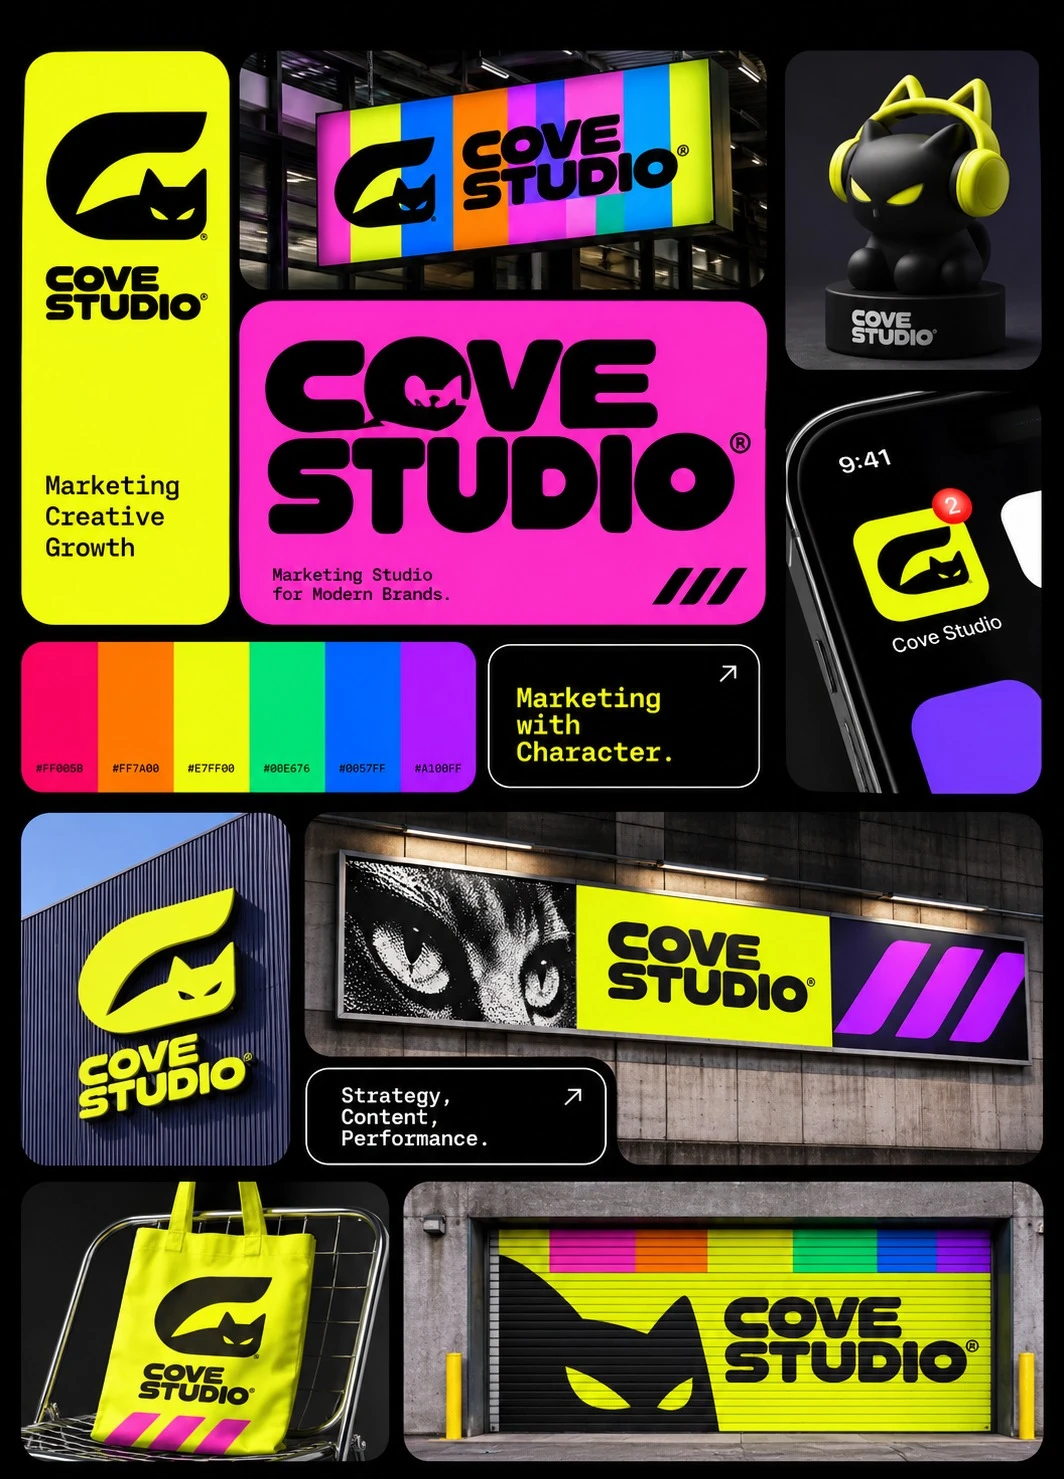 COVE
STUDIO®
Marketing
Creative
Growth
COVE
STUDIO®
COVE
STUDIO®
COVE
STUDIO®
Marketing Studio
for Modern Brands.
9:41
2
Cove Studio
#FF005B
#FF7A00
#E7FF00
#00E676
#0057FF
#A100FF
Marketing
with
Character.
COVE
STUDIO®
COVE
STUDIO®
Strategy,
Content,
Performance.
COVE
STUDIO®
COVE
STUDIO®